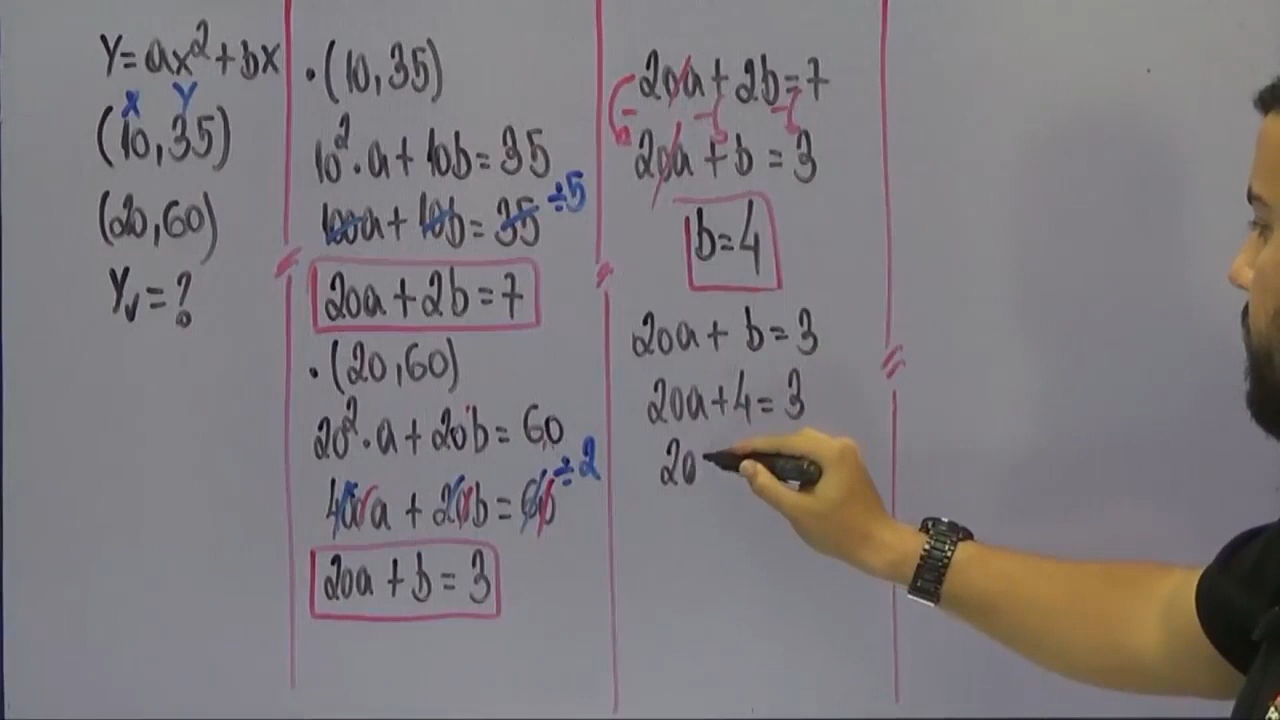 Y=ax²+bx
x y
(10,35)
(20,60)
Yv=?
•(10,35)
10²•a+10b=35
100a+10b=35 ÷5
20a+2b=7
•(20,60)
20²•a+20b=60
400a+20b=60 ÷2
20a+b=3
20a+2b=7
20a+b=3
b=4
20a+b=3
20a+4=3
20